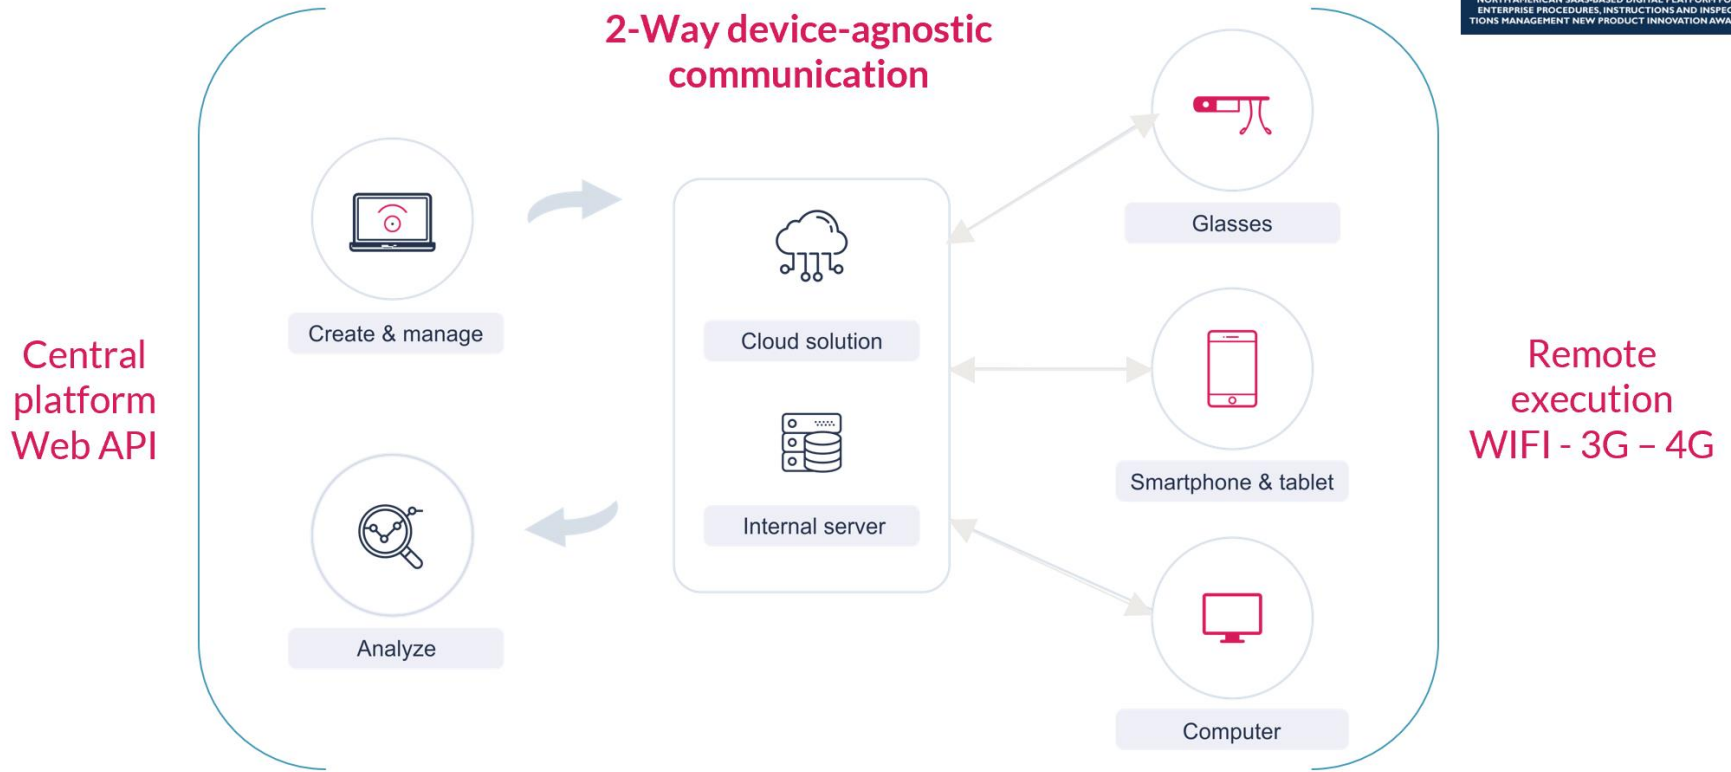 2-Way device-agnostic
communication
ENTERPRISE PROCEDURES, INSTRUCTIONS AND INSPEC
TIONS MANAGEMENT NEW PRODUCT INNOVATION AWA
Central
platform
Web API
Create & manage
Analyze
Cloud solution
Internal server
Glasses
Smartphone & tablet
Computer
Remote
execution
WIFI - 3G – 4G